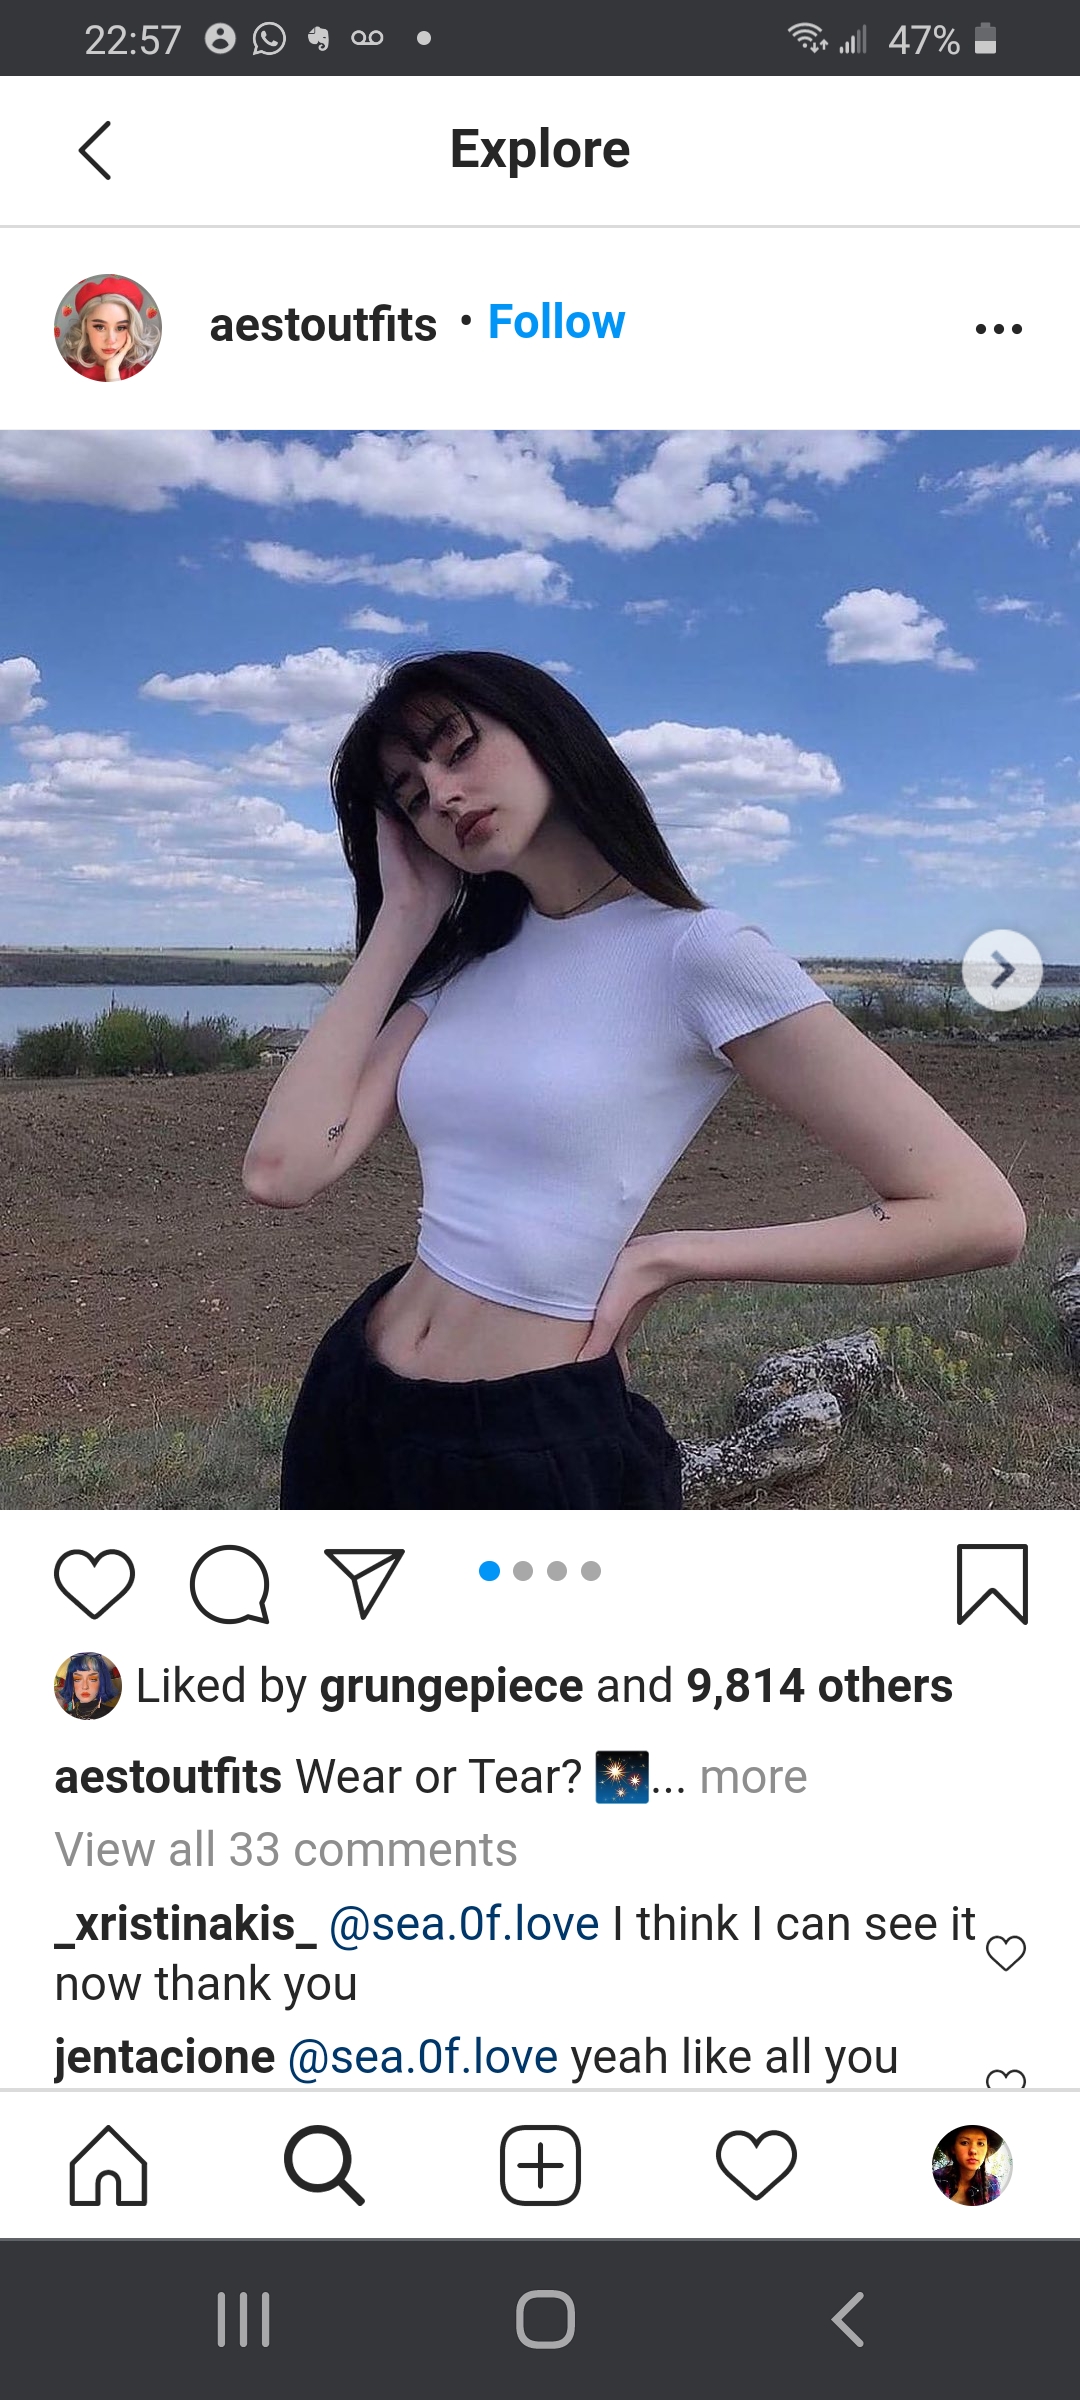 22:57 47%
Explore
aestoutfits • Follow
Liked by grungepiece and 9,814 others
aestoutfits Wear or Tear? 🎆... more
View all 33 comments
_xristinakis_ @sea.0f.love I think I can see it
now thank you
jentacione @sea.0f.love yeah like all you